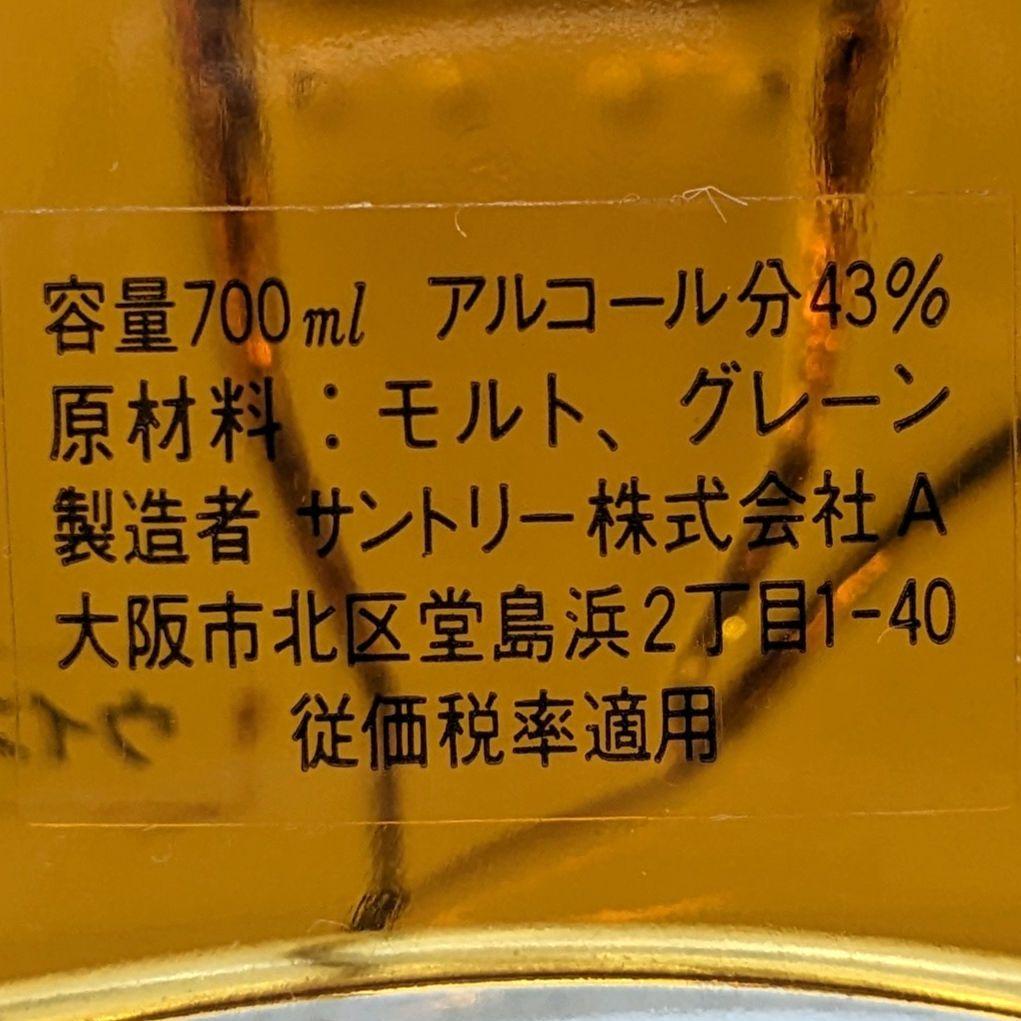 容量700ml アルコール分43%
原材料：モルト、グレーン
製造者 サントリー株式会社 A
大阪市北区堂島浜2丁目1-40
従価税率適用